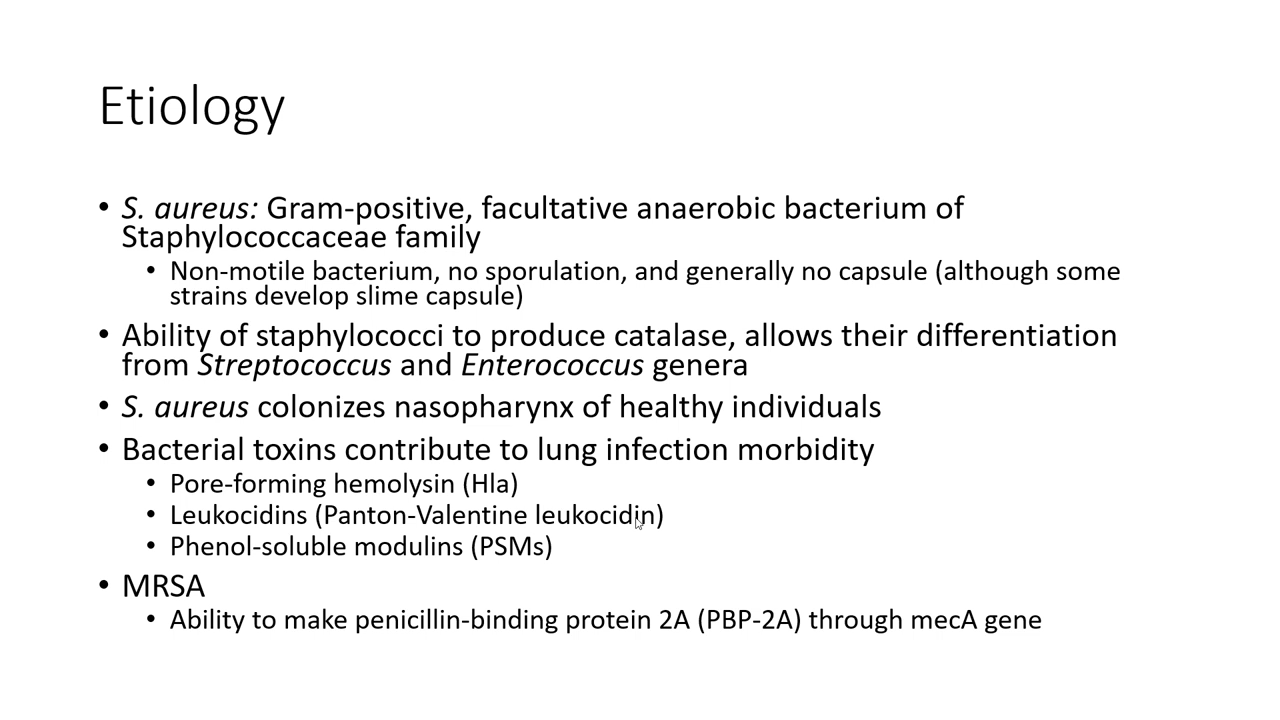 Etiology
• S. aureus: Gram-positive, facultative anaerobic bacterium of
Staphylococcaceae family
• Non-motile bacterium, no sporulation, and generally no capsule (although some
strains develop slime capsule)
• Ability of staphylococci to produce catalase, allows their differentiation
from Streptococcus and Enterococcus genera
• S. aureus colonizes nasopharynx of healthy individuals
• Bacterial toxins contribute to lung infection morbidity
• Pore-forming hemolysin (Hla)
• Leukocidins (Panton-Valentine leukocidin)
• Phenol-soluble modulins (PSMs)
• MRSA
• Ability to make penicillin-binding protein 2A (PBP-2A) through mecA gene